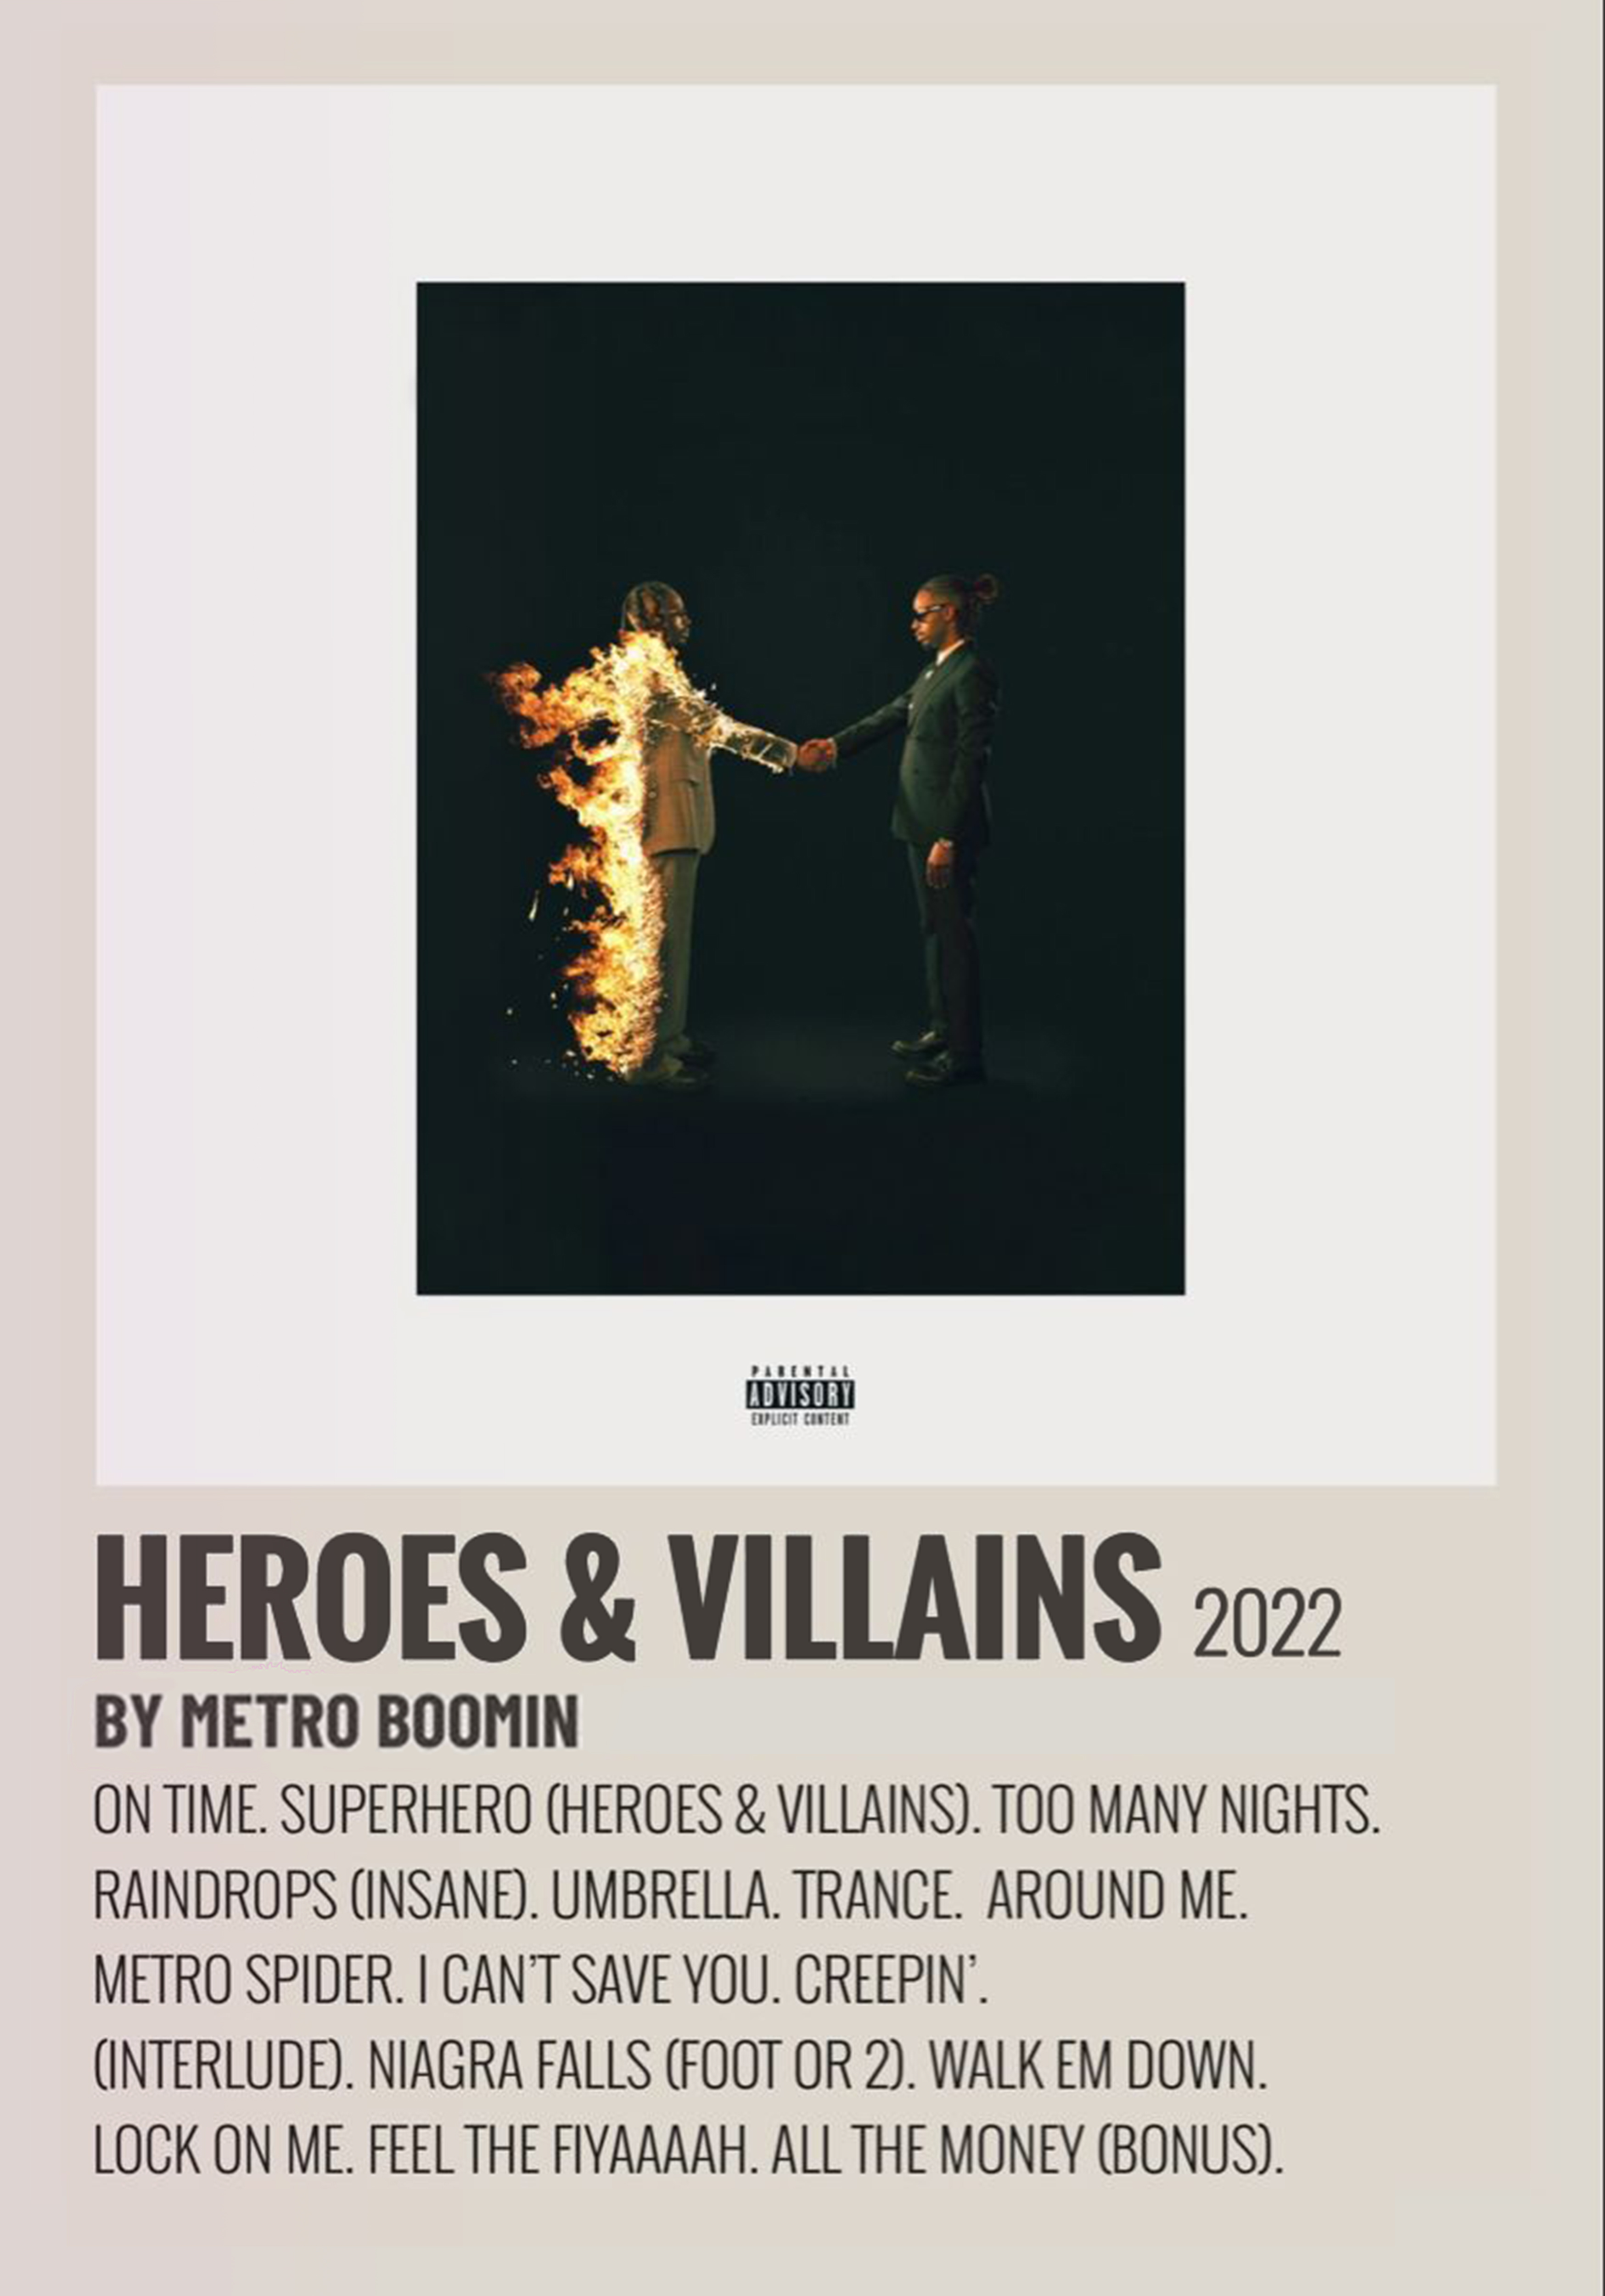 PARENTAL
ADVISORY
EXPLICIT CONTENT
HEROES & VILLAINS 2022
BY METRO BOOMIN
ON TIME. SUPERHERO (HEROES & VILLAINS). TOO MANY NIGHTS.
RAINDROPS (INSANE). UMBRELLA. TRANCE. AROUND ME.
METRO SPIDER. I CAN'T SAVE YOU. CREEPIN'.
(INTERLUDE). NIAGRA FALLS (FOOT OR 2). WALK EM DOWN.
LOCK ON ME. FEEL THE FIYAAAAH. ALL THE MONEY (BONUS).